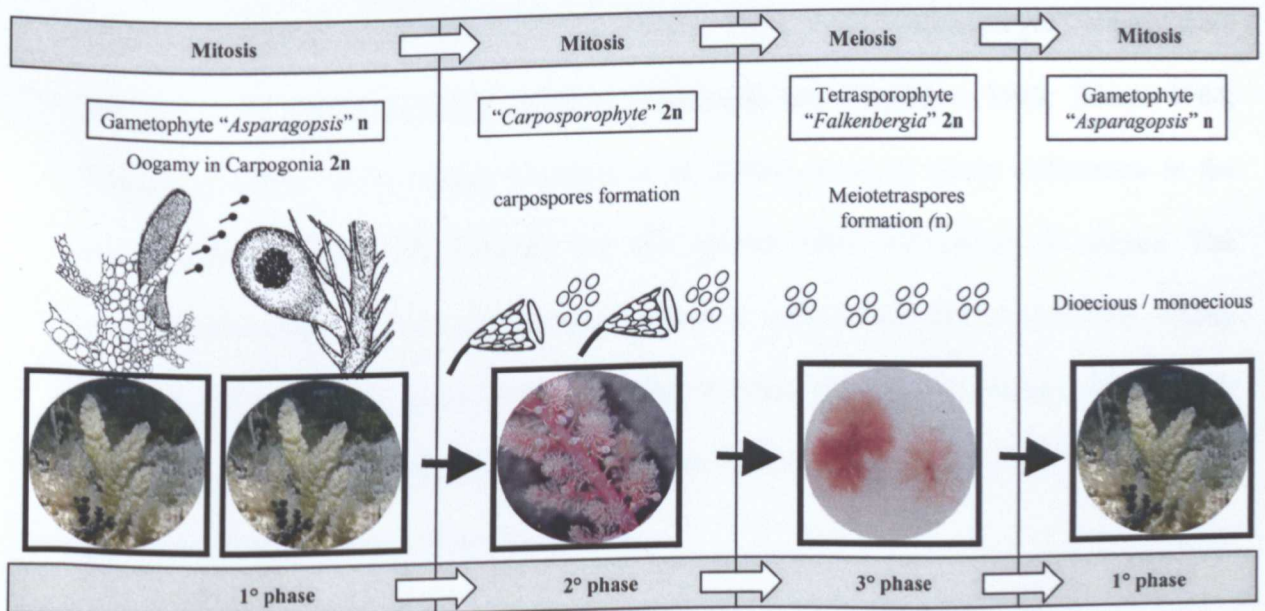 Mitosis
Mitosis
Meiosis
Mitosis
Gametophyte "Asparagopsis" n
Oogamy in Carpogonia 2n
"Carposporophyte" 2n
carpospores formation
Tetrasporophyte
"Falkenbergia" 2n
Meiotetraspores
formation (n)
Gametophyte
"Asparagopsis" n
Dioecious / monoecious
1° phase
2° phase
3° phase
1° phase